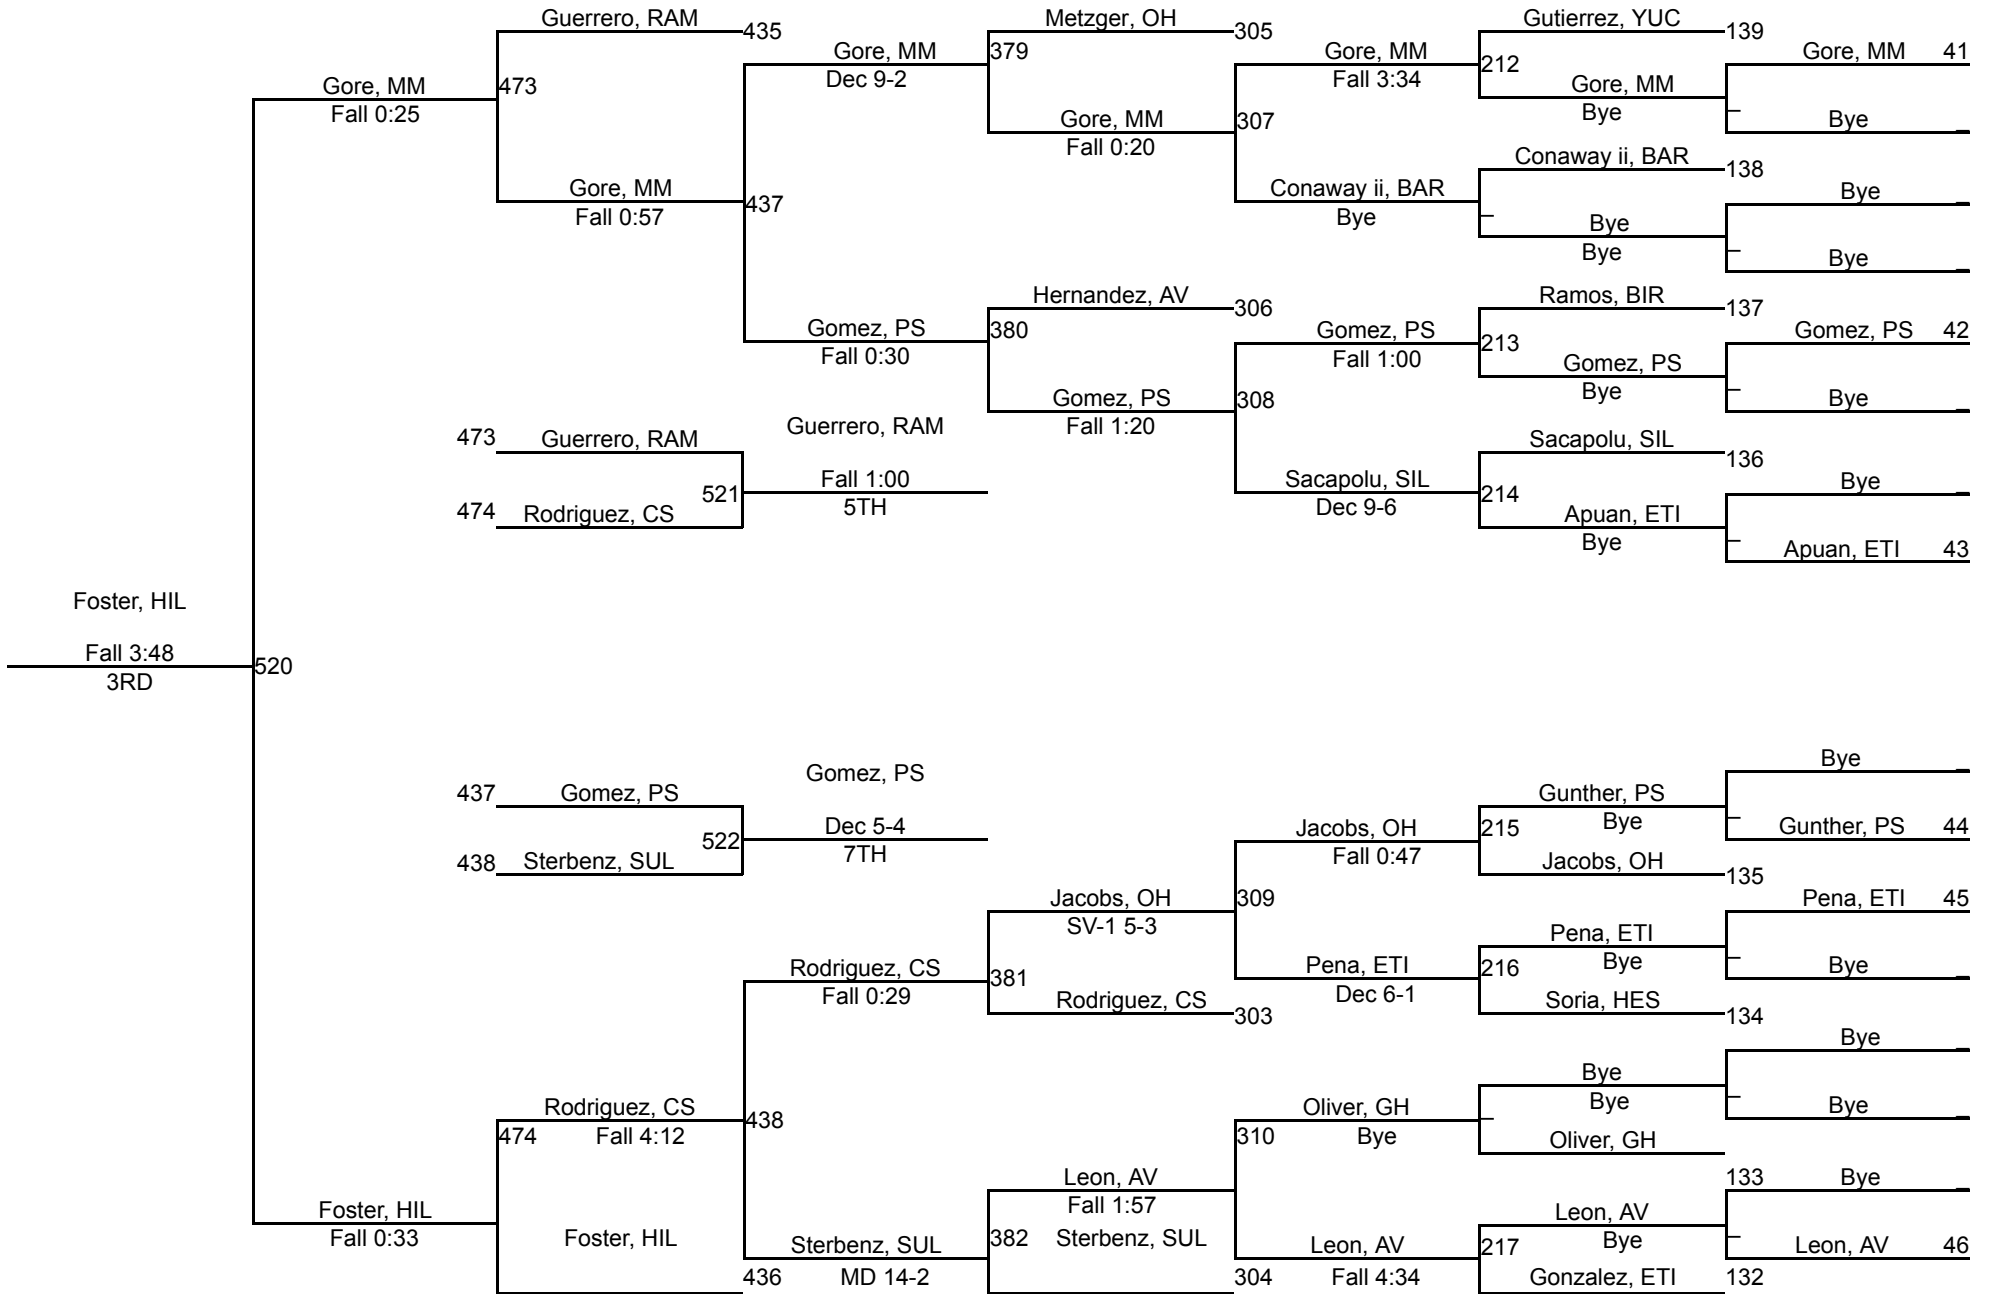 Guerrero, RAM
Metzger, OH
Gutierrez, YUC
435
305
139
Gore, MM
379
Gore, MM
212
Gore, MM 41
Dec 9-2
Fall 3:34
Gore, MM
473
Gore, MM
Fall 0:25
Bye
Gore, MM
307
Bye _
Fall 0:20
Conaway ii, BAR
138
Gore, MM
437
Conaway ii, BAR
Bye _
Fall 0:57
Bye
Bye
Bye
Bye _
Hernandez, AV
306
Ramos, BIR
137
Gomez, PS
380
Gomez, PS
213
Gomez, PS 42
Fall 0:30
Fall 1:00
Gomez, PS
Bye
Gomez, PS
308
Bye _
Guerrero, RAM
Fall 1:20
473 Guerrero, RAM
Sacapolu, SIL
136
Fall 1:00
521
Sacapolu, SIL
214
Bye _
5TH
Dec 9-6
474 Rodriguez, CS
Apuan, ETI
Bye
Apuan, ETI 43
Foster, HIL
Fall 3:48
520
3RD
Bye _
Gomez, PS
437 Gomez, PS
Gunther, PS
Bye
Dec 5-4
522
Jacobs, OH
215
Gunther, PS 44
7TH
Fall 0:47
438 Sterbenz, SUL
Jacobs, OH
135
Jacobs, OH
309
Pena, ETI 45
SV-1 5-3
Pena, ETI
Bye
Rodriguez, CS
381
Pena, ETI
216
Bye _
Fall 0:29
Dec 6-1
Rodriguez, CS
303
Soria, HES
134
Bye _
Bye
Bye
Rodriguez, CS
438
Oliver, GH
Bye _
474
Fall 4:12
310
Bye
Oliver, GH
Leon, AV
133
Bye _
Fall 1:57
Foster, HIL
Leon, AV
Bye
Fall 0:33
Foster, HIL
Sterbenz, SUL
382
Sterbenz, SUL
Leon, AV
217
Leon, AV 46
436
MD 14-2
304
Fall 4:34
Gonzalez, ETI
132